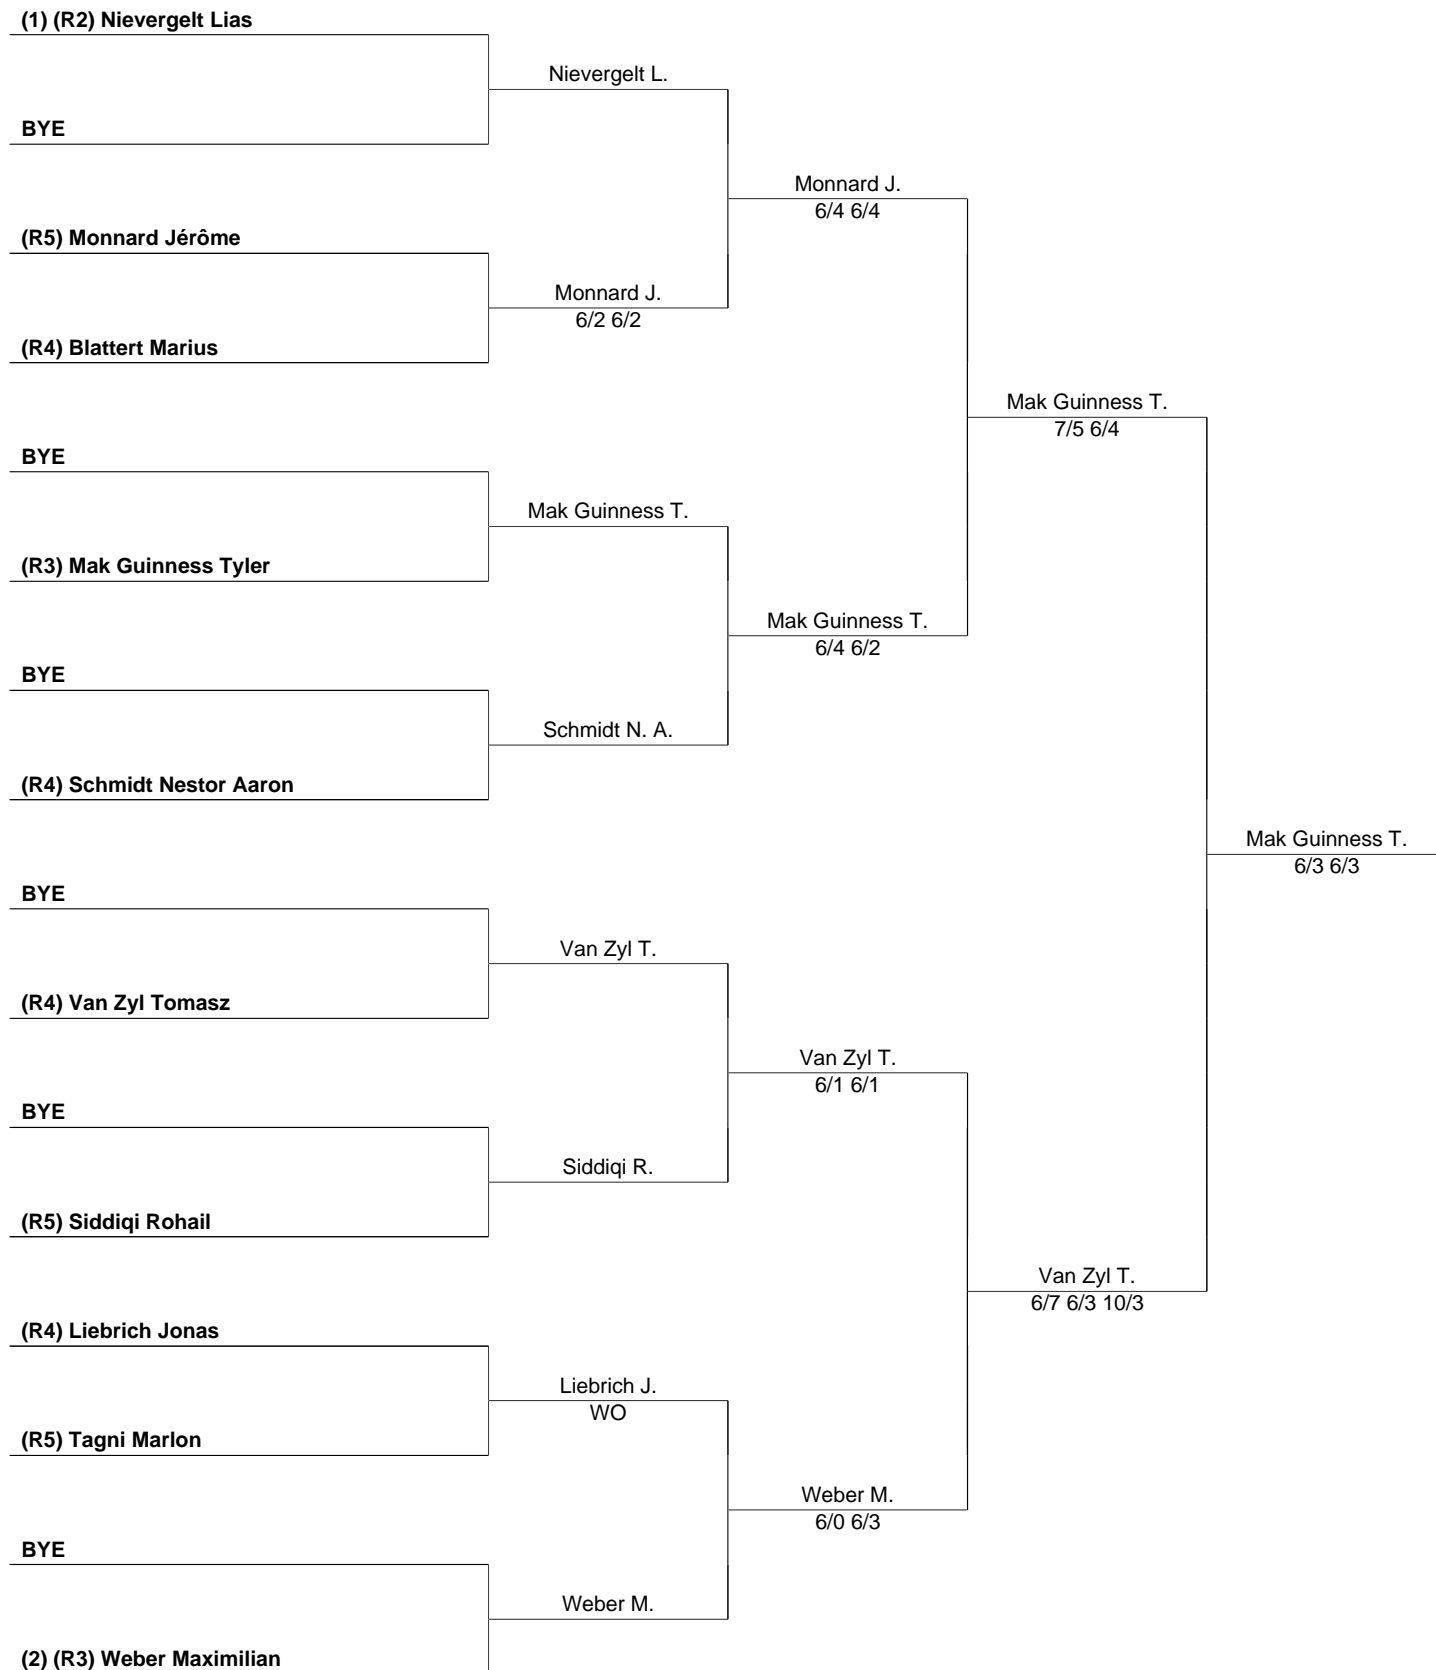 (1) (R2) Nievergelt Lias
Nievergelt L.
BYE
Monnard J.
6/4 6/4
(R5) Monnard Jérôme
Monnard J.
6/2 6/2
(R4) Blattert Marius
Mak Guinness T.
7/5 6/4
BYE
Mak Guinness T.
(R3) Mak Guinness Tyler
Mak Guinness T.
6/4 6/2
BYE
Schmidt N. A.
(R4) Schmidt Nestor Aaron
Mak Guinness T.
6/3 6/3
BYE
Van Zyl T.
(R4) Van Zyl Tomasz
Van Zyl T.
6/1 6/1
BYE
Siddiqi R.
(R5) Siddiqi Rohail
Van Zyl T.
6/7 6/3 10/3
(R4) Liebrich Jonas
Liebrich J.
WO
(R5) Tagni Marlon
Weber M.
6/0 6/3
BYE
Weber M.
(2) (R3) Weber Maximilian